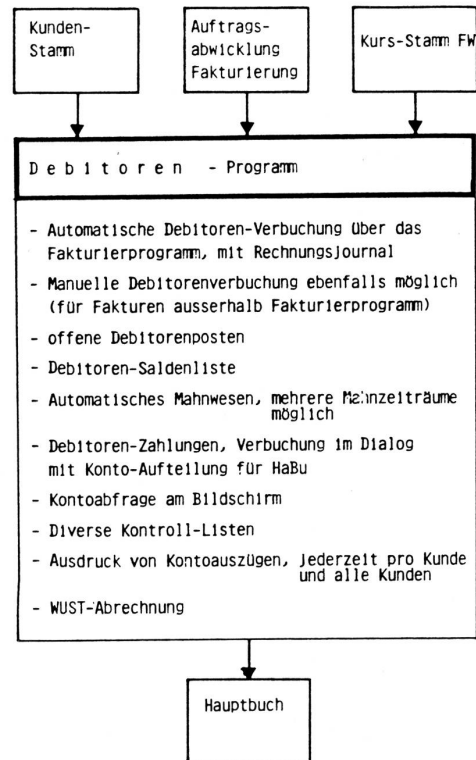 Kunden-
Stamm
Auftrags-
abwicklung
Fakturierung
Kurs-Stamm FW
Debitoren - Programm
- Automatische Debitoren-Verbuchung über das
Fakturierprogramm, mit Rechnungsjournal
- Manuelle Debitorenverbuchung ebenfalls möglich
(für Fakturen ausserhalb Fakturierprogramm)
- offene Debitorenposten
- Debitoren-Saldenliste
- Automatisches Mahnwesen, mehrere Mahnzeiträume
möglich
- Debitoren-Zahlungen, Verbuchung im Dialog
mit Konto-Aufteilung für HaBu
- Kontoabfrage am Bildschirm
- Diverse Kontroll-Listen
- Ausdruck von Kontoauszügen, jederzeit pro Kunde
und alle Kunden
- WUST-Abrechnung
Hauptbuch